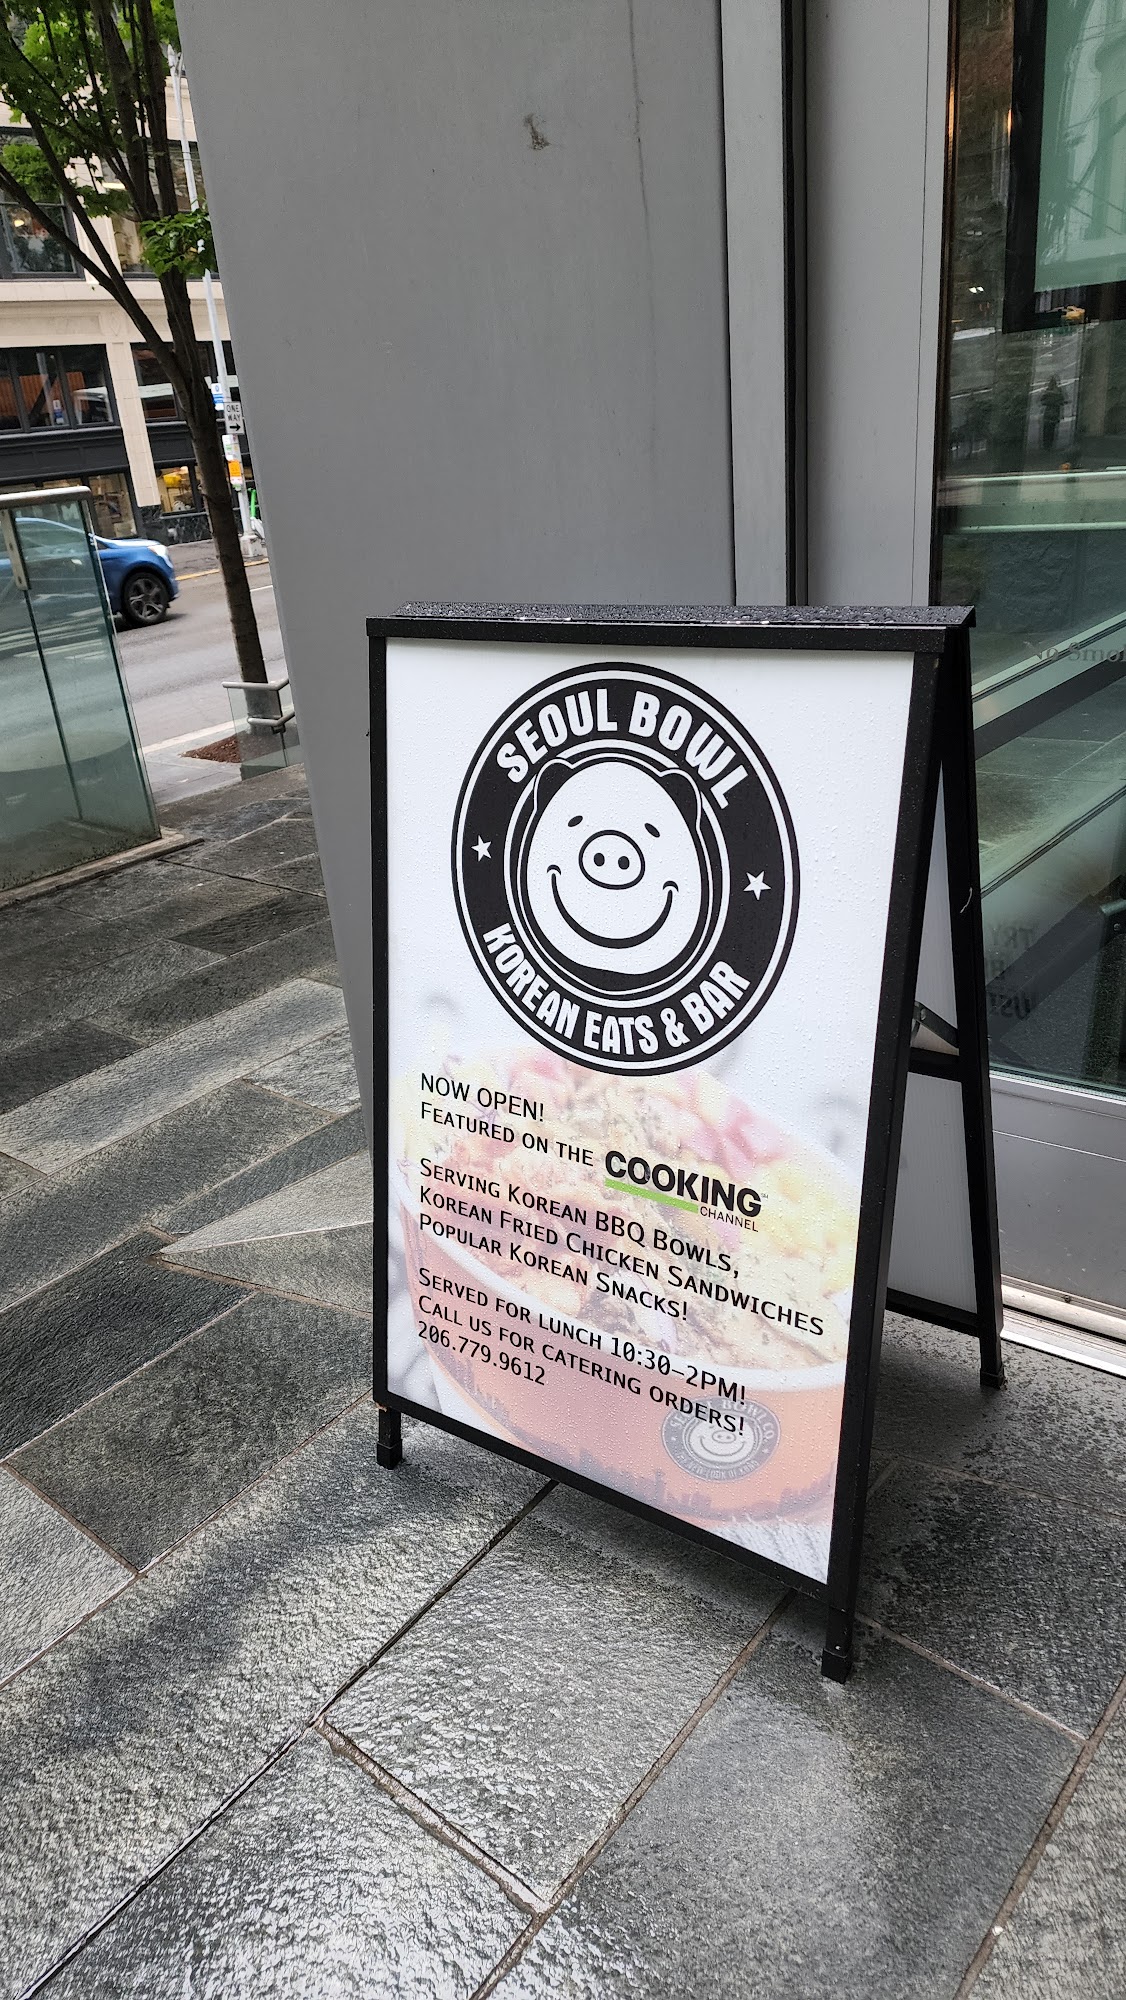 ONE
WAY
SEOUL BOWL
KOREAN EATS & BAR
NOW OPEN!
FEATURED ON THE COOKING
CHANNEL
SERVING KOREAN BBQ BOWLS,
KOREAN FRIED CHICKEN SANDWICHES
POPULAR KOREAN SNACKS!
SERVED FOR LUNCH 10:30-2PM!
CALL US FOR CATERING ORDERS!
206.779.9612
No Smo